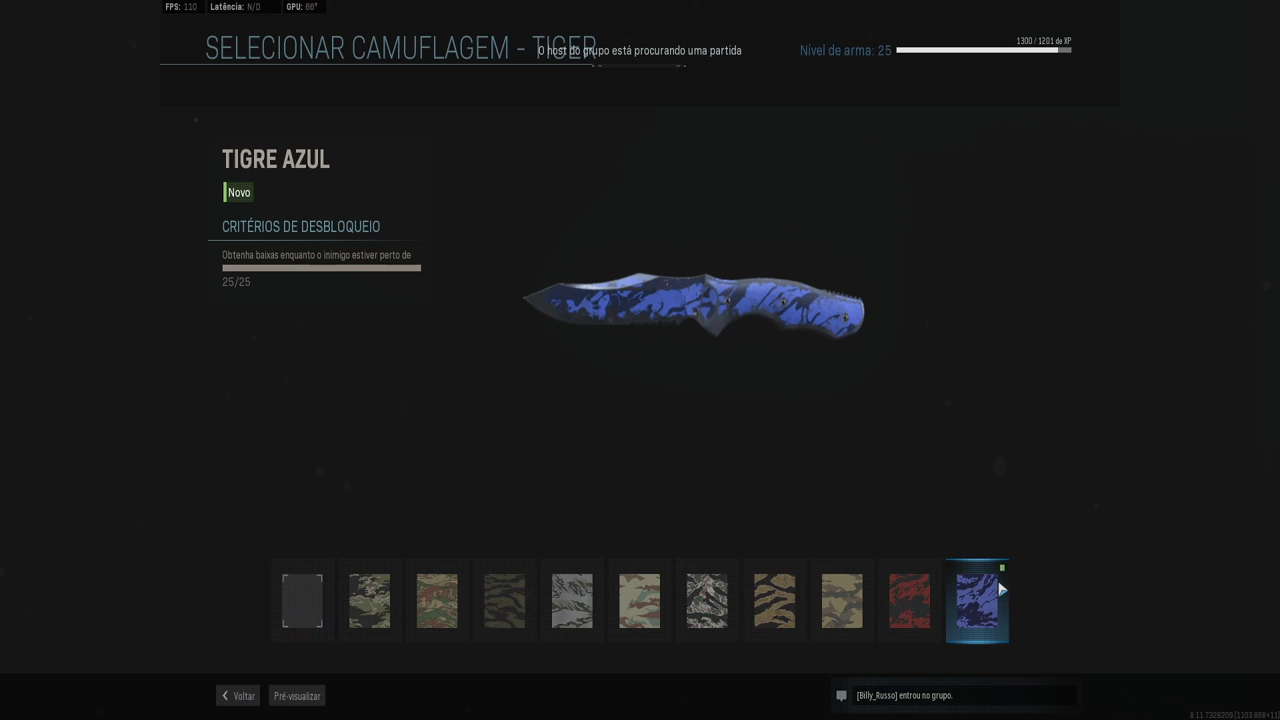 FPS: 110 Latência: N/D GPU: 66°
SELECIONAR CAMUFLAGEM - TIGER
O host do grupo está procurando uma partida
Nível de arma: 25
1300 / 1201 de XP
TIGRE AZUL
Novo
CRITÉRIOS DE DESBLOQUEIO
Obtenha baixas enquanto o inimigo estiver perto de
25/25
Voltar
Pré-visualizar
[Billy_Russo] entrou no grupo.